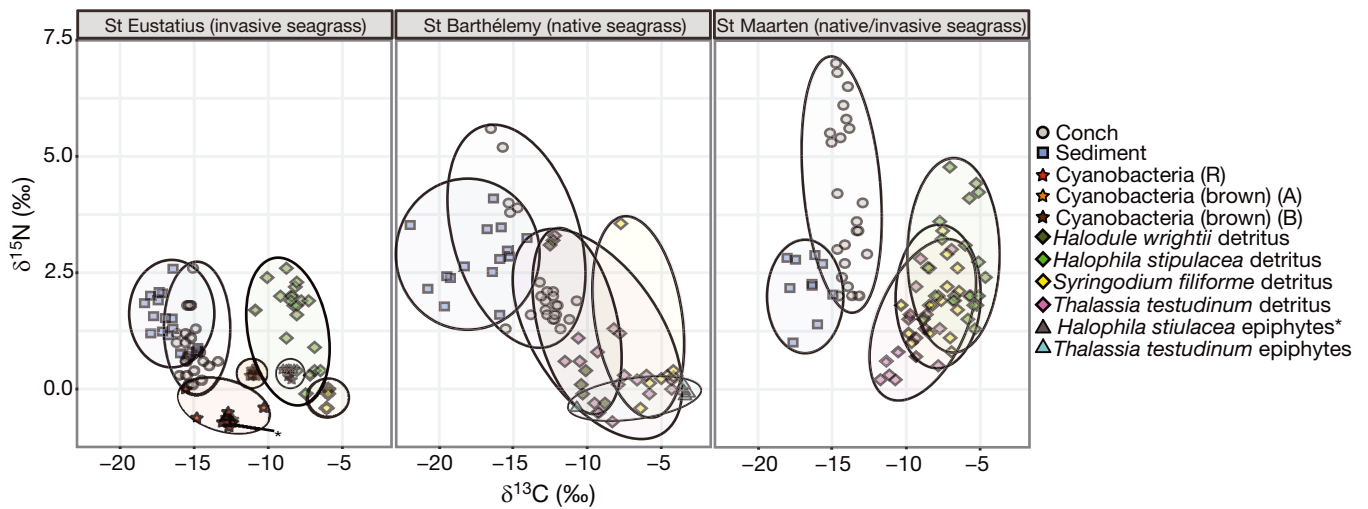 St Eustatius (invasive seagrass) St Barthélemy (native seagrass) St Maarten (native/invasive seagrass)
7.5
5.0
2.5
0.0
δ15N (‰)
*
−20 −15 −10 −5 −20 −15 −10 −5 −20 −15 −10 −5
δ13C (‰)
Conch
Sediment
Cyanobacteria (R)
Cyanobacteria (brown) (A)
Cyanobacteria (brown) (B)
Halodule wrightii detritus
Halophila stipulacea detritus
Syringodium filiforme detritus
Thalassia testudinum detritus
Halophila stiulacea epiphytes*
Thalassia testudinum epiphytes